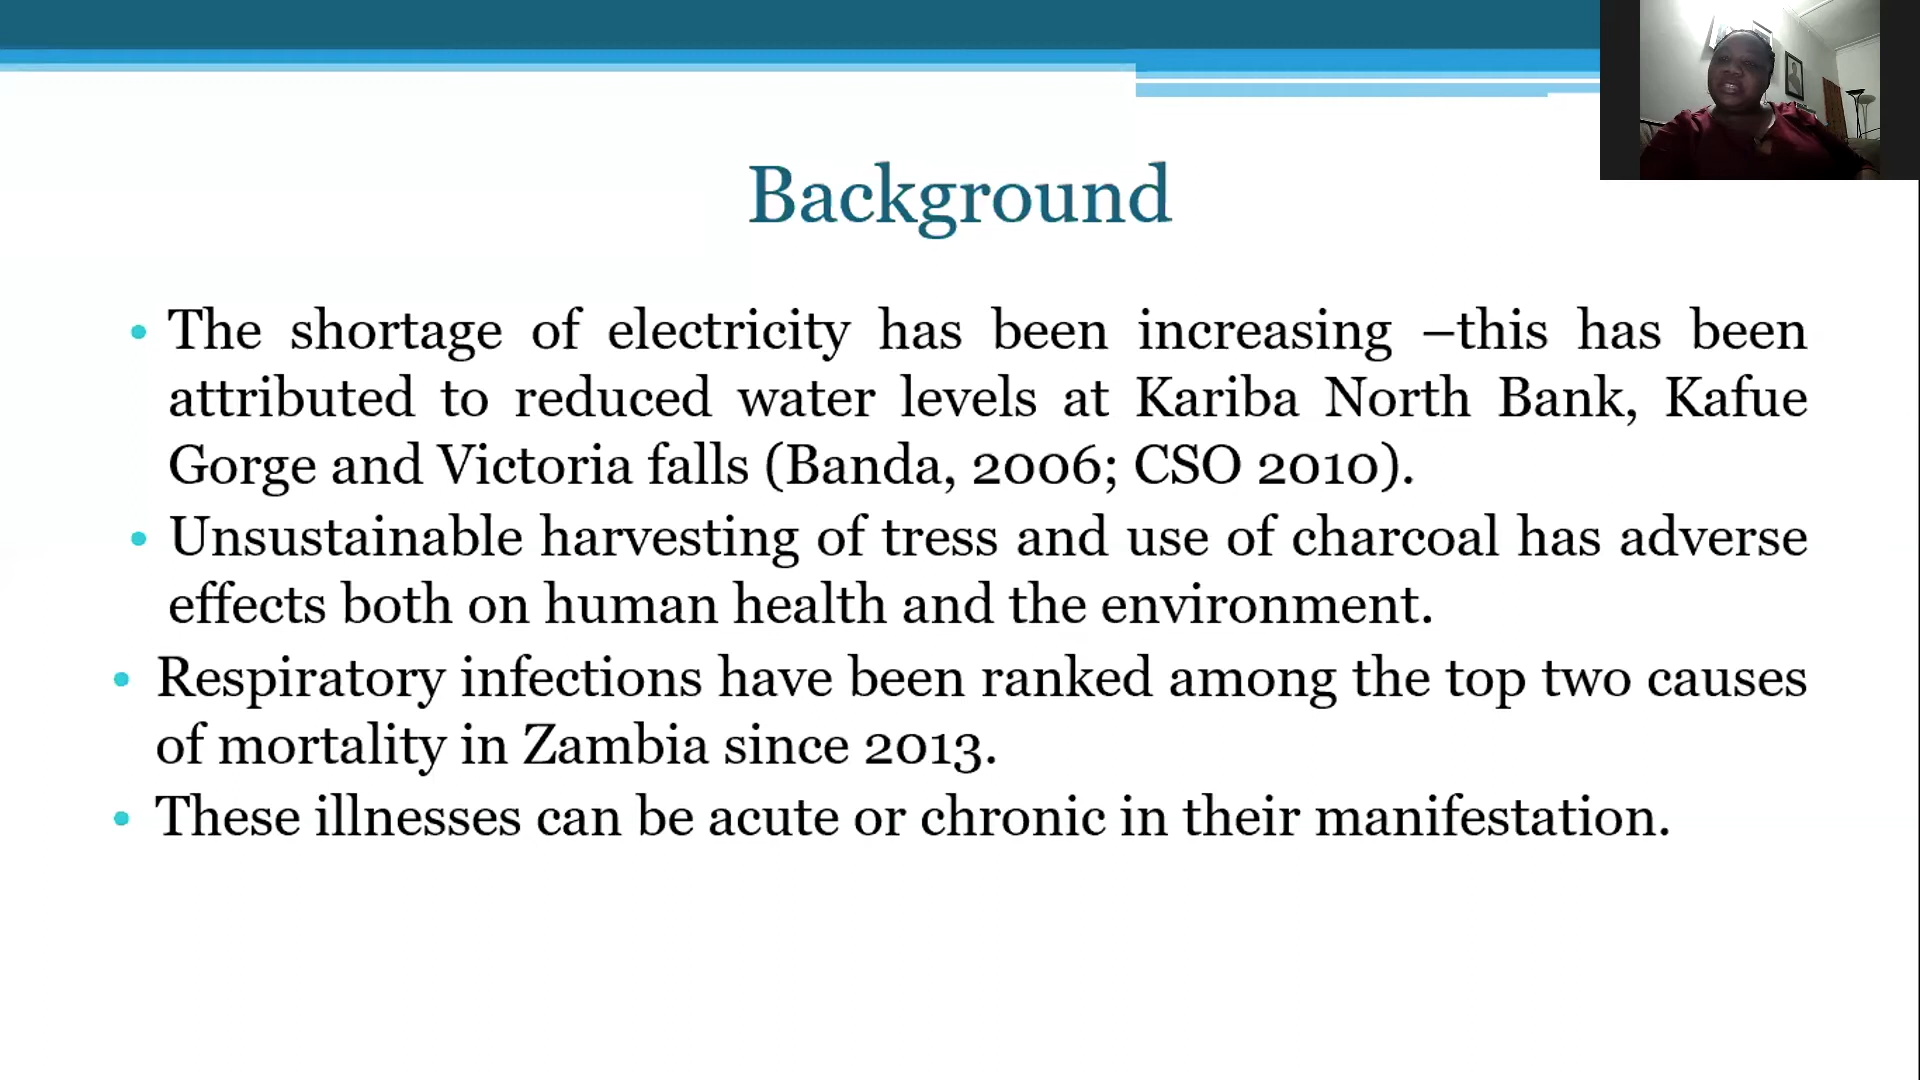 Background
• The shortage of electricity has been increasing –this has been
attributed to reduced water levels at Kariba North Bank, Kafue
Gorge and Victoria falls (Banda, 2006; CSO 2010).
• Unsustainable harvesting of tress and use of charcoal has adverse
effects both on human health and the environment.
• Respiratory infections have been ranked among the top two causes
of mortality in Zambia since 2013.
• These illnesses can be acute or chronic in their manifestation.